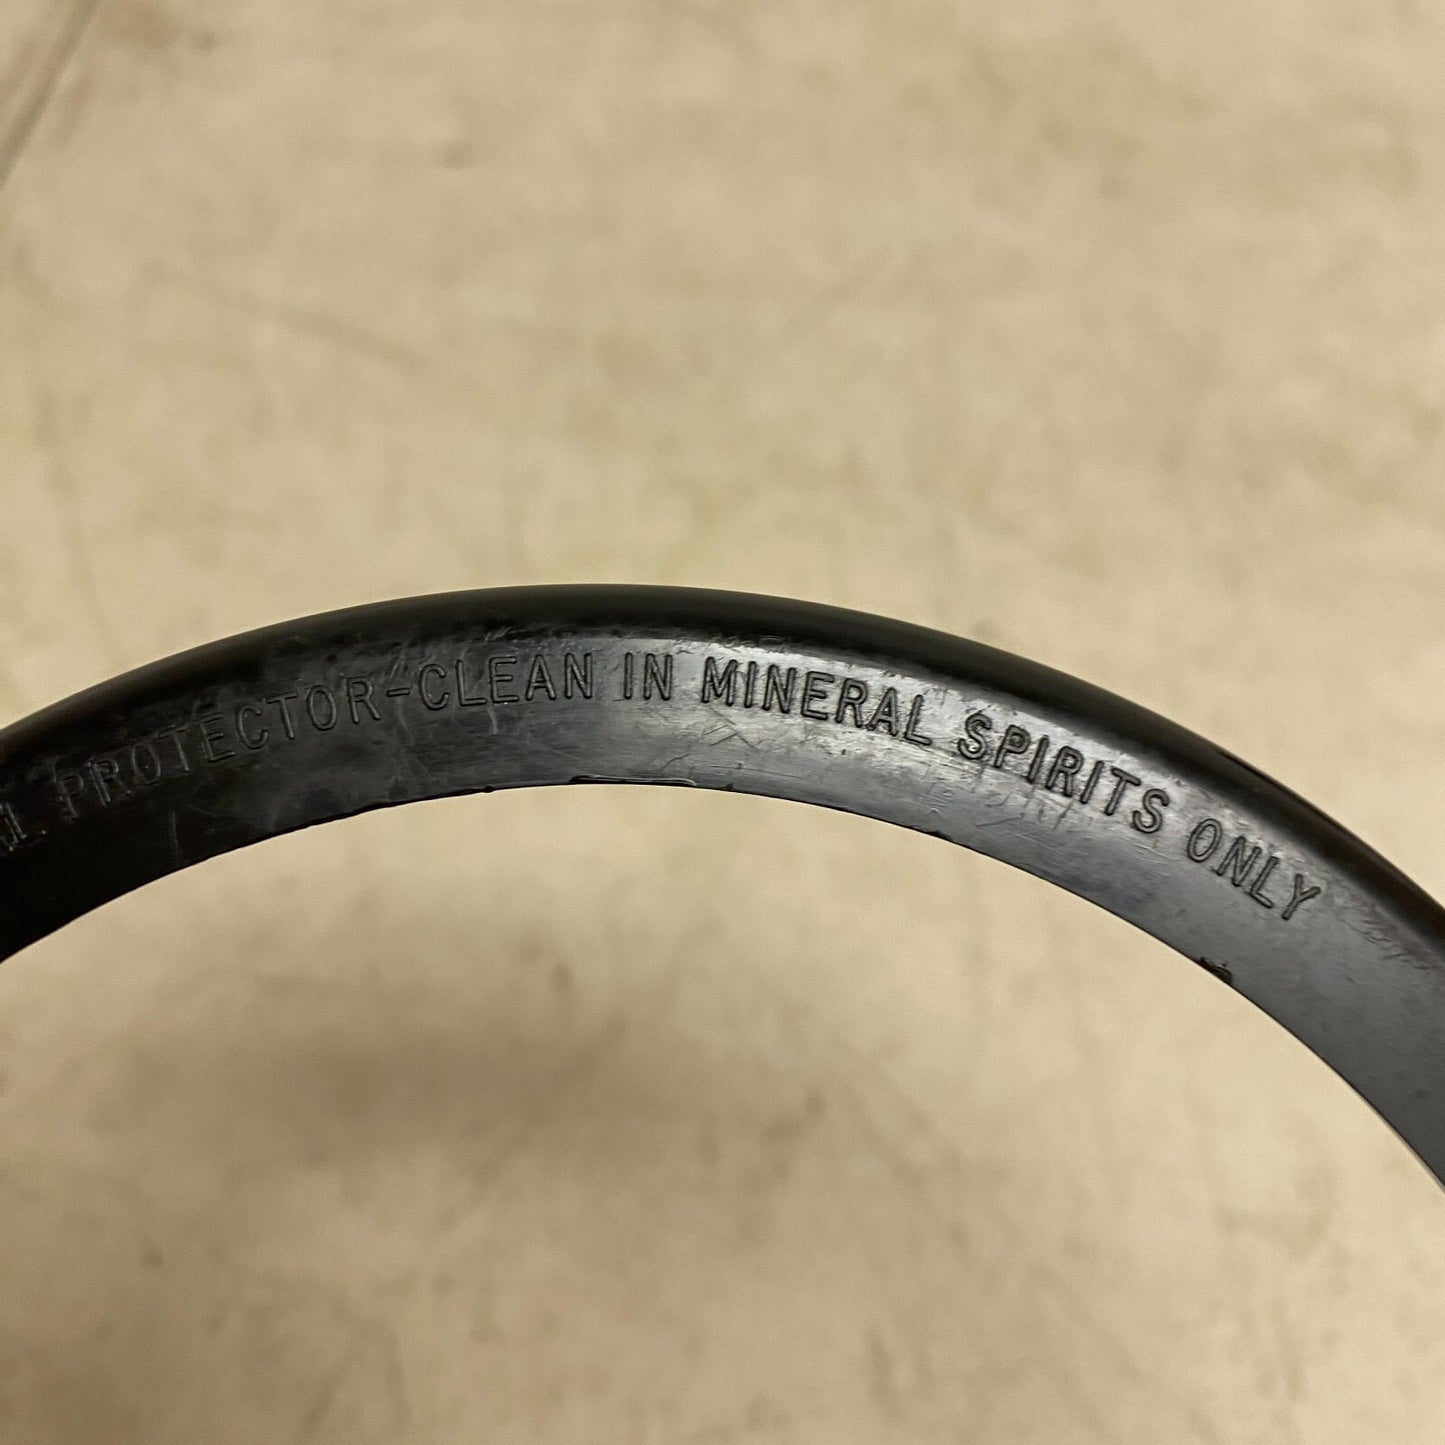 PROTECTOR-CLEAN IN MINERAL SPIRITS ONLY